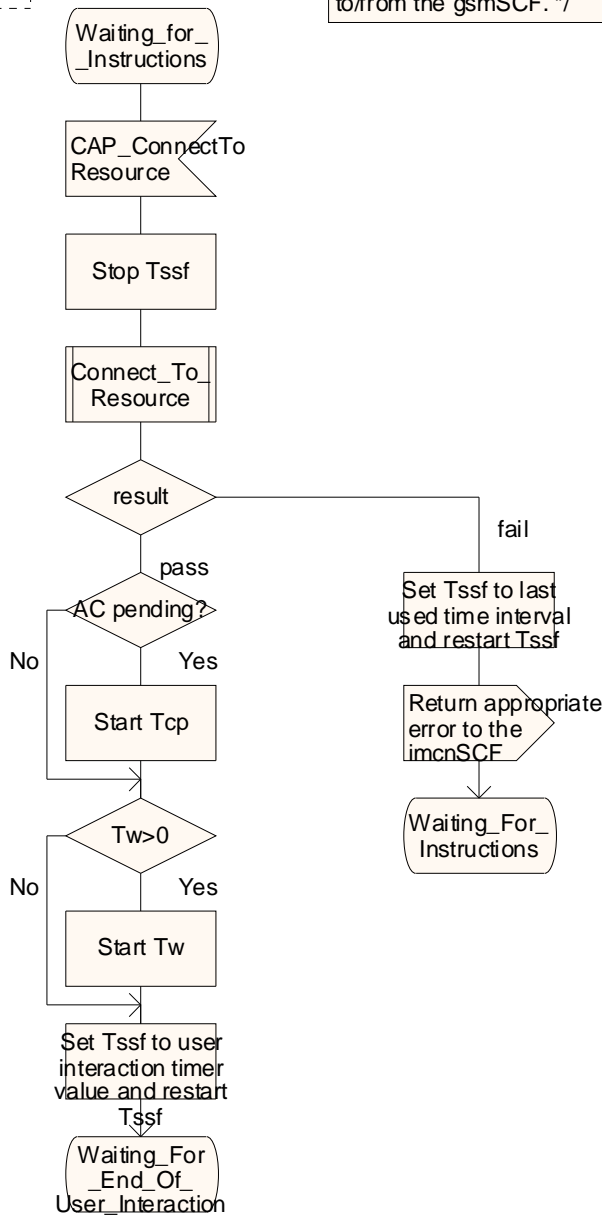 to/from the gsmSCF. */
Waiting_for_
_Instructions
CAP_ConnectTo
Resource
Stop Tssf
Connect_To_
Resource
result
fail
pass
Set Tssf to last
used time interval
and restart Tssf
AC pending?
No
Yes
Start Tcp
Return appropriate
error to the
imcnSCF
Tw>0
Waiting_For_
Instructions
No
Yes
Start Tw
Set Tssf to user
interaction timer
value and restart
Tssf
Waiting_For
_End_Of_
User_Interaction